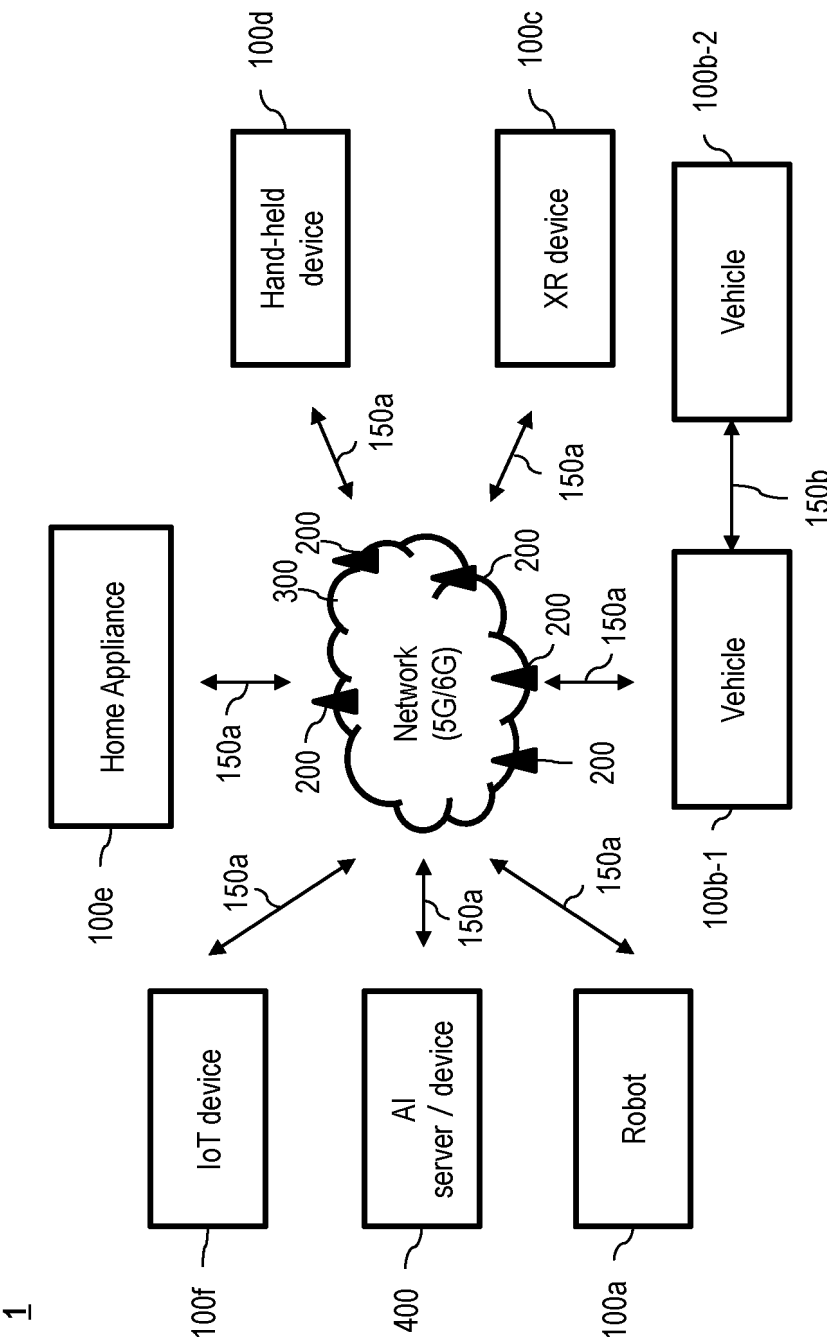 1
100e
Home Appliance
100f
IoT device
150a
150a
Hand-held
device
100d
300
200
200
150a
400
AI
server / device
150a
Network
(5G/6G)
200
150a
XR device
100c
200
200
100a
Robot
150a
150a
100b-1
Vehicle
Vehicle
100b-2
150b